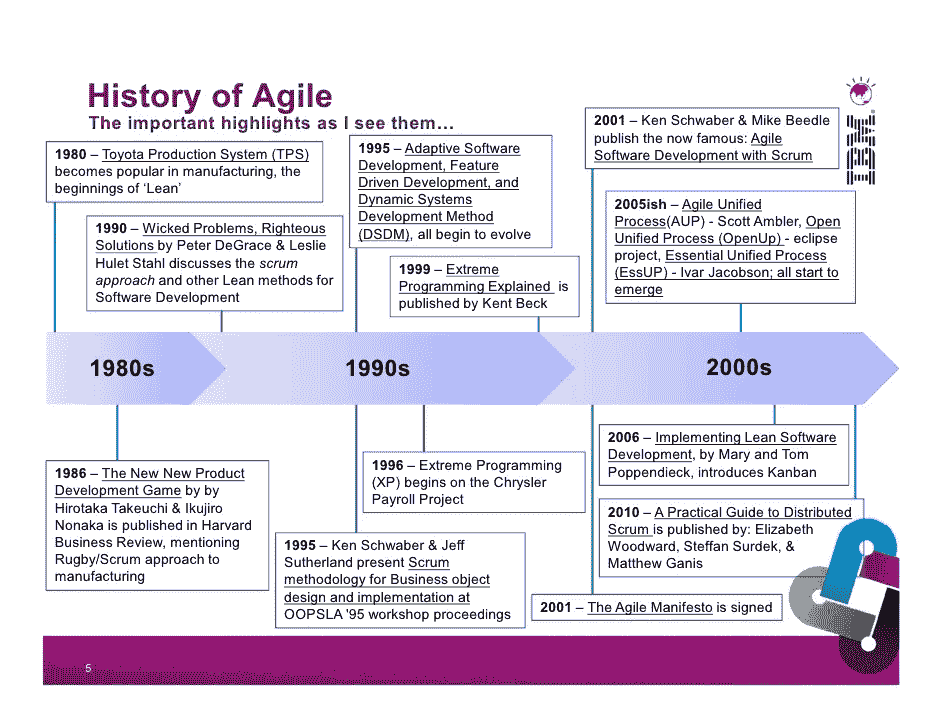 History of Agile
The important highlights as I see them…
IBM
1980 – Toyota Production System (TPS)
becomes popular in manufacturing, the
beginnings of ‘Lean’
1990 – Wicked Problems, Righteous
Solutions by Peter DeGrace & Leslie
Hulet Stahl discusses the scrum
approach and other Lean methods for
Software Development
1995 – Adaptive Software
Development, Feature
Driven Development, and
Dynamic Systems
Development Method
(DSDM), all begin to evolve
1999 – Extreme
Programming Explained is
published by Kent Beck
2001 – Ken Schwaber & Mike Beedle
publish the now famous: Agile
Software Development with Scrum
2005ish – Agile Unified
Process(AUP) - Scott Ambler, Open
Unified Process (OpenUp) - eclipse
project, Essential Unified Process
(EssUP) - Ivar Jacobson; all start to
emerge
1980s
1990s
2000s
1986 – The New New Product
Development Game by by
Hirotaka Takeuchi & Ikujiro
Nonaka is published in Harvard
Business Review, mentioning
Rugby/Scrum approach to
manufacturing
1996 – Extreme Programming
(XP) begins on the Chrysler
Payroll Project
1995 – Ken Schwaber & Jeff
Sutherland present Scrum
methodology for Business object
design and implementation at
OOPSLA '95 workshop proceedings
2006 – Implementing Lean Software
Development, by Mary and Tom
Poppendieck, introduces Kanban
2010 – A Practical Guide to Distributed
Scrum is published by: Elizabeth
Woodward, Steffan Surdek, &
Matthew Ganis
2001 – The Agile Manifesto is signed
5